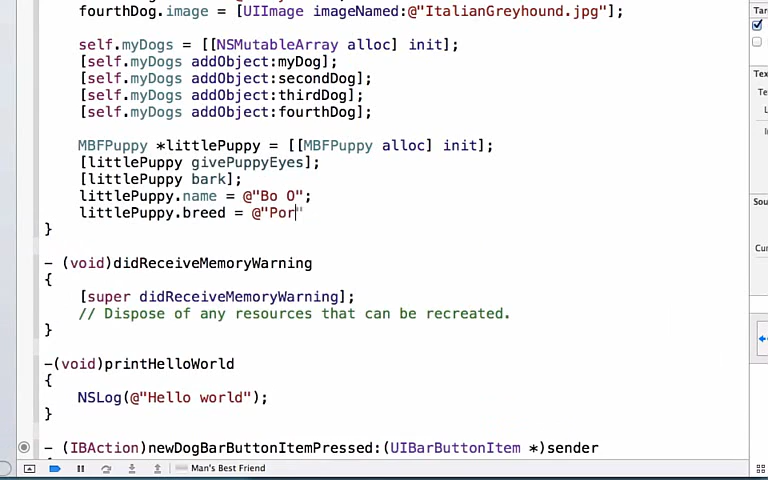 fourthDog.image = [UIImage imageNamed:@"ItalianGreyhound.jpg"];
self.myDogs = [[NSMutableArray alloc] init];
[self.myDogs addObject:myDog];
[self.myDogs addObject:secondDog];
[self.myDogs addObject:thirdDog];
[self.myDogs addObject:fourthDog];
MBFPuppy *littlePuppy = [[MBFPuppy alloc] init];
[littlePuppy givePuppyEyes];
[littlePuppy bark];
littlePuppy.name = @"Bo O";
littlePuppy.breed = @"Por"
}
- (void)didReceiveMemoryWarning
{
[super didReceiveMemoryWarning];
// Dispose of any resources that can be recreated.
}
-(void)printHelloWorld
{
NSLog(@"Hello world");
}
- (IBAction)newDogBarButtonItemPressed:(UIBarButtonItem *)sender
Man's Best Friend